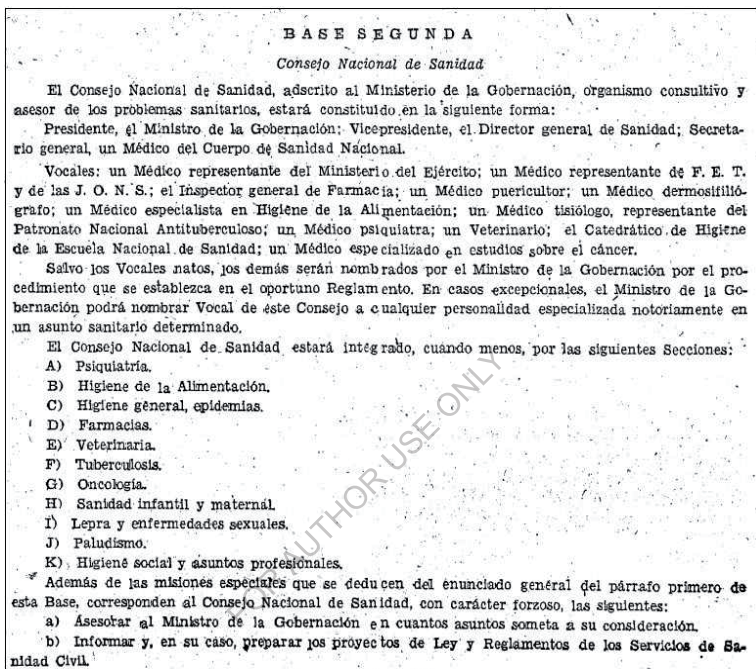 BASE SEGUNDA
Consejo Nacional de Sanidad
El Consejo Nacional de Sanidad, adscrito al Ministerio de la Gobernación, organismo consultivo y
asesor de los problemas sanitarios, estará constituido en la siguiente forma:
Presidente, el Ministro de la Gobernación; Vicepresidente, el Director general de Sanidad; Secreta-
rio general, un Médico del Cuerpo de Sanidad Nacional.
Vocales: un Médico representante del Ministerio del Ejército; un Médico representante de F. E. T.
y de las J. O. N. S.; el Inspector general de Farmacia; un Médico puericultor; un Médico dermosifilió-
grafo; un Médico especialista en Higiene de la Alimentación; un Médico tisiólogo, representante del
Patronato Nacional Antituberculoso; un Médico psiquiatra; un Veterinario; el Catedrático de Higiene
de la Escuela Nacional de Sanidad; un Médico especializado en estudios sobre el cáncer.
Salvo los Vocales natos, los demás serán nombrados por el Ministro de la Gobernación por el pro-
cedimiento que se establezca en el oportuno Reglamento. En casos excepcionales, el Ministro de la Go-
bernación podrá nombrar Vocal de este Consejo a cualquier personalidad especializada notoriamente en
un asunto sanitario determinado.
El Consejo Nacional de Sanidad estará integrado, cuando menos, por las siguientes Secciones:
A) Psiquiatría.
B) Higiene de la Alimentación.
C) Higiene general, epidemias.
D) Farmacias.
E) Veterinaria.
F) Tuberculosis.
G) Oncología.
H) Sanidad infantil y maternal.
I) Lepra y enfermedades sexuales.
J) Paludismo.
K) Higiene social y asuntos profesionales.
Además de las misiones especiales que se deducen del enunciado general del párrafo primero de
esta Base, corresponden al Consejo Nacional de Sanidad, con carácter forzoso, las siguientes:
a) Asesorar al Ministro de la Gobernación en cuantos asuntos someta a su consideración.
b) Informar y, en su caso, preparar los proyectos de Ley y Reglamentos de los Servicios de Sa-
nidad Civil.
FOR AUTHOR USE ONLY